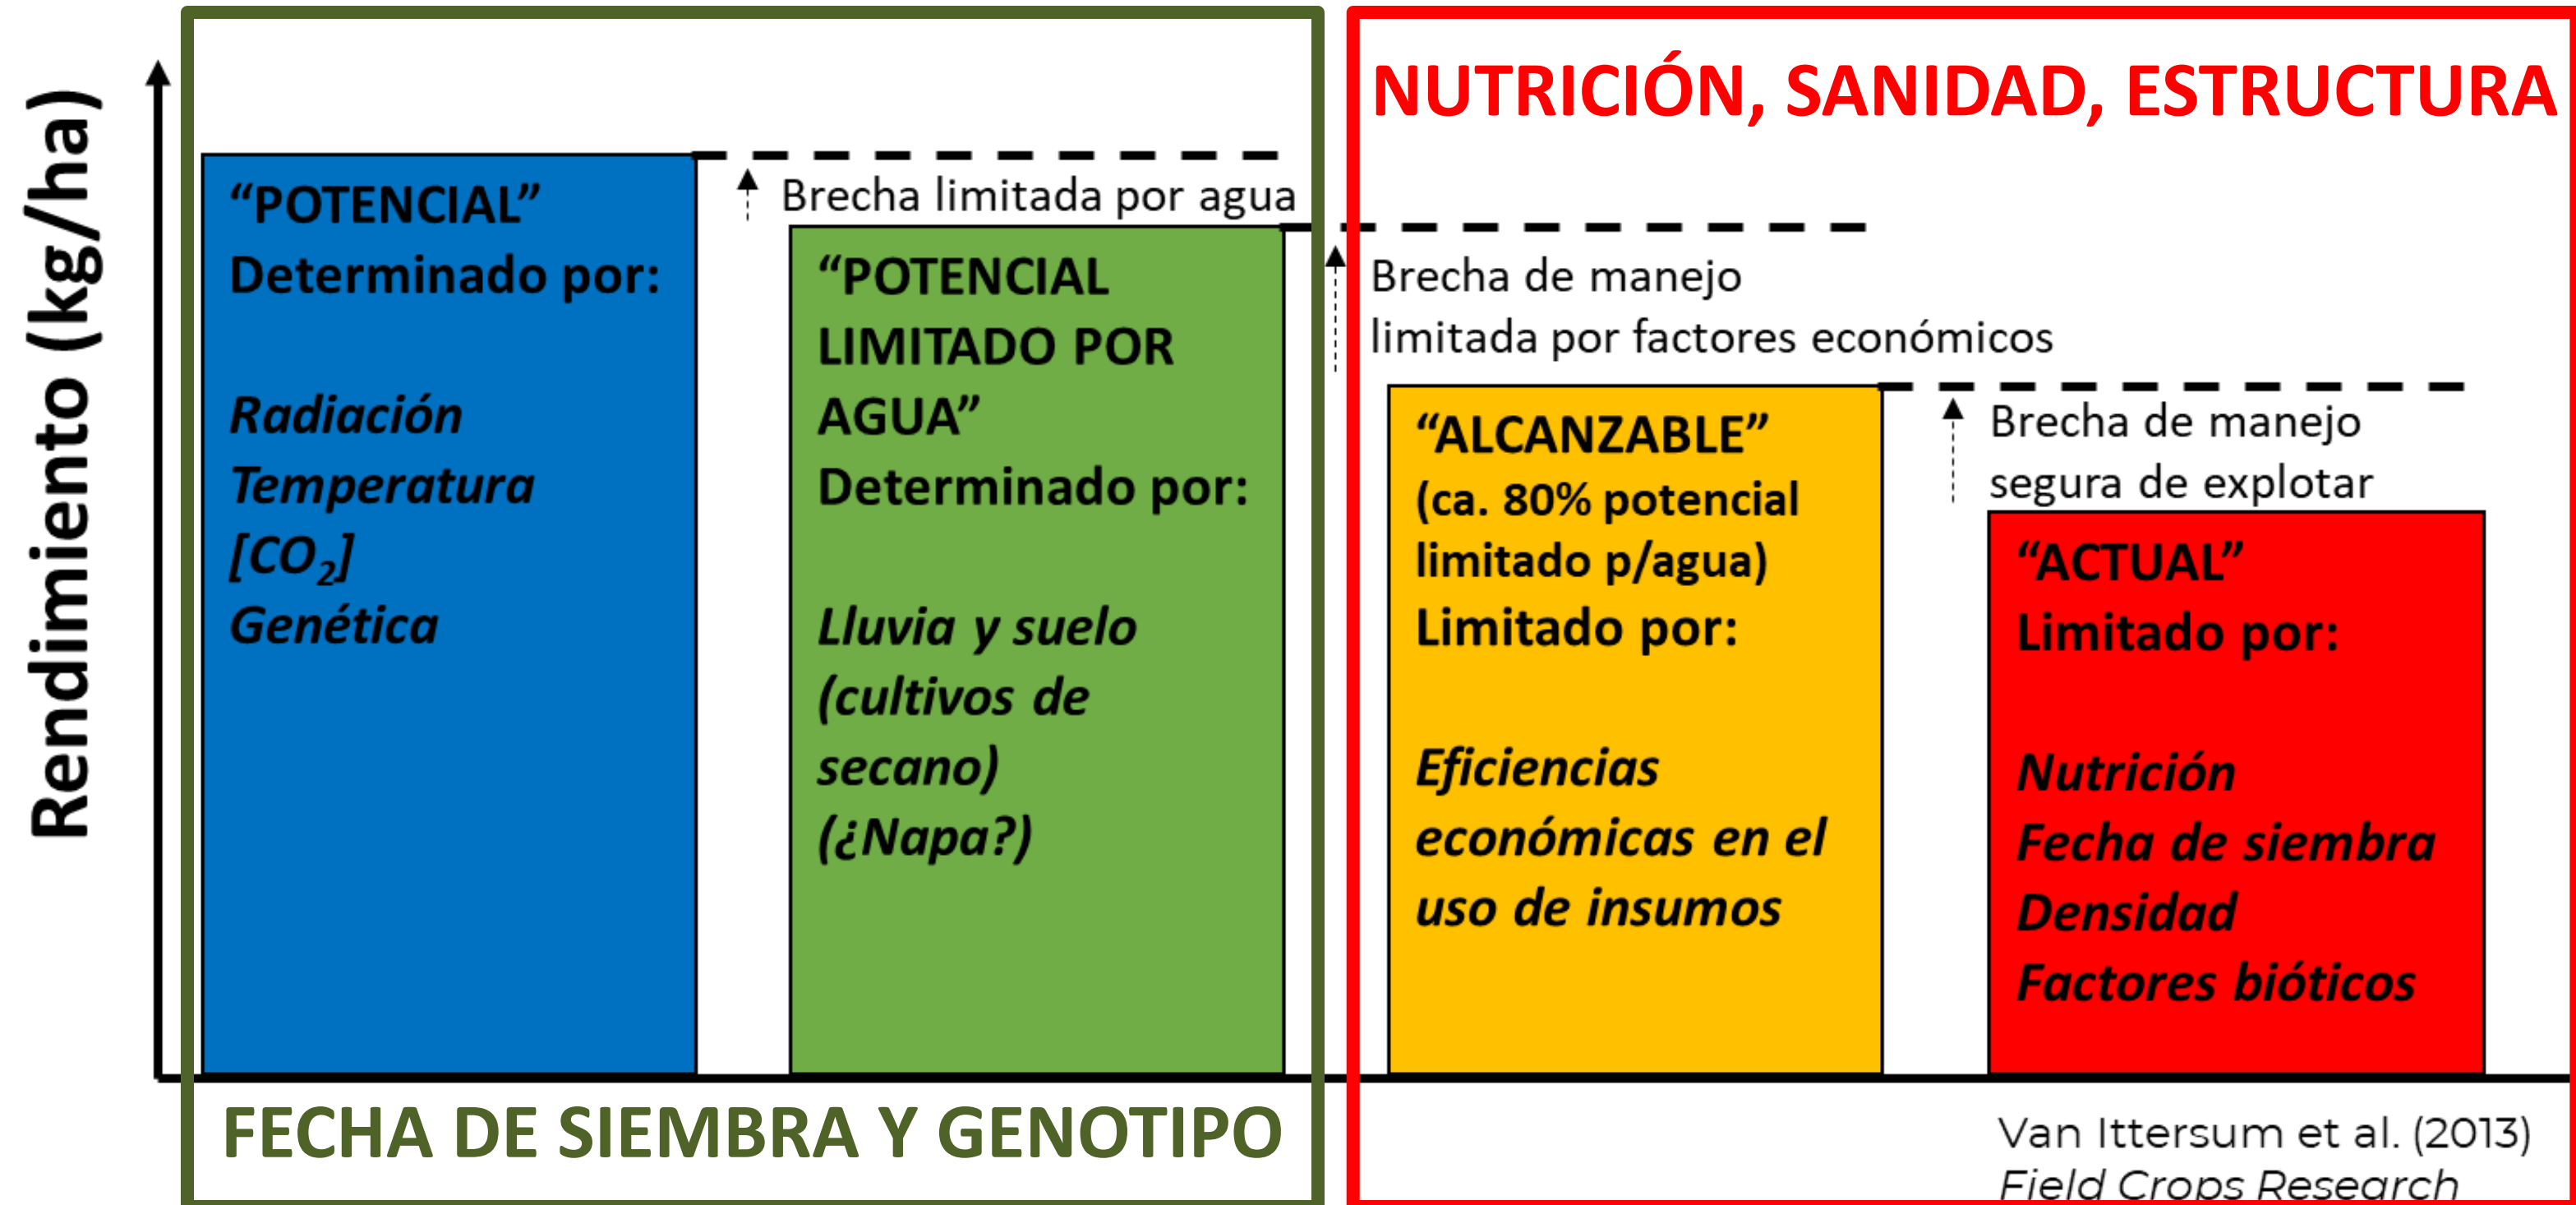 Rendimiento (kg/ha)
“POTENCIAL”
Determinado por:
Radiación
Temperatura
[CO₂]
Genética
Brecha limitada por agua
“POTENCIAL
LIMITADO POR
AGUA”
Determinado por:
Lluvia y suelo
(cultivos de
secano)
(¿Napa?)
FECHA DE SIEMBRA Y GENOTIPO
NUTRICIÓN, SANIDAD, ESTRUCTURA
Brecha de manejo
limitada por factores económicos
“ALCANZABLE”
(ca. 80% potencial
limitado p/agua)
Limitado por:
Eficiencias
económicas en el
uso de insumos
Brecha de manejo
segura de explotar
“ACTUAL”
Limitado por:
Nutrición
Fecha de siembra
Densidad
Factores bióticos
Van Ittersum et al. (2013)
Field Crops Research